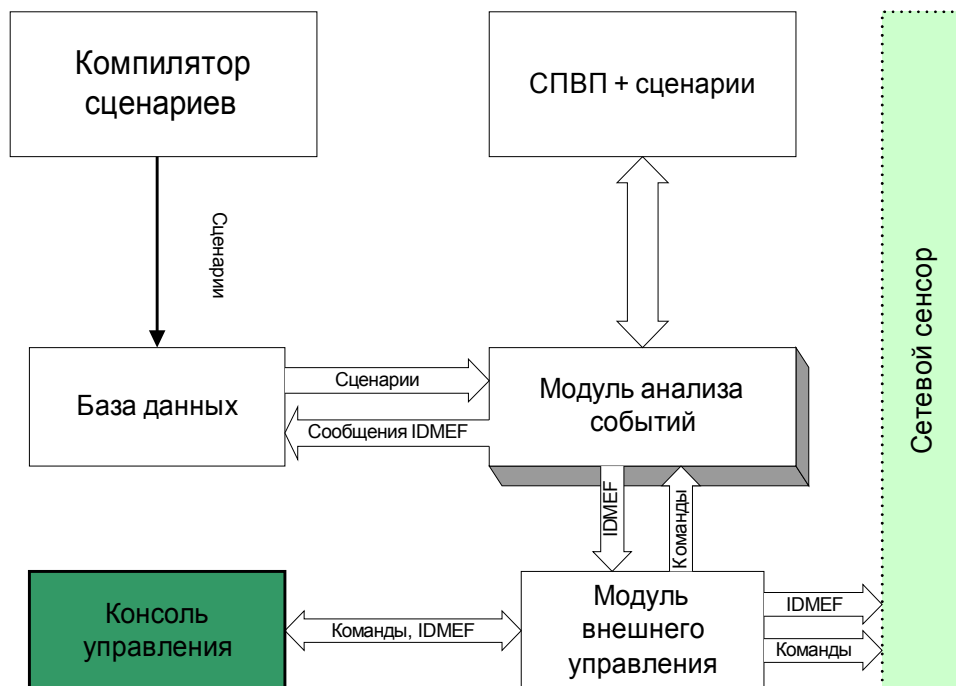 Компилятор
сценариев
СПВП + сценарии
Сценарии
Сетевой сенсор
База данных
Сценарии
Сообщения IDMEF
Модуль анализа
событий
IDMEF
Команды
Консоль
управления
Команды, IDMEF
Модуль
внешнего
управления
IDMEF
Команды